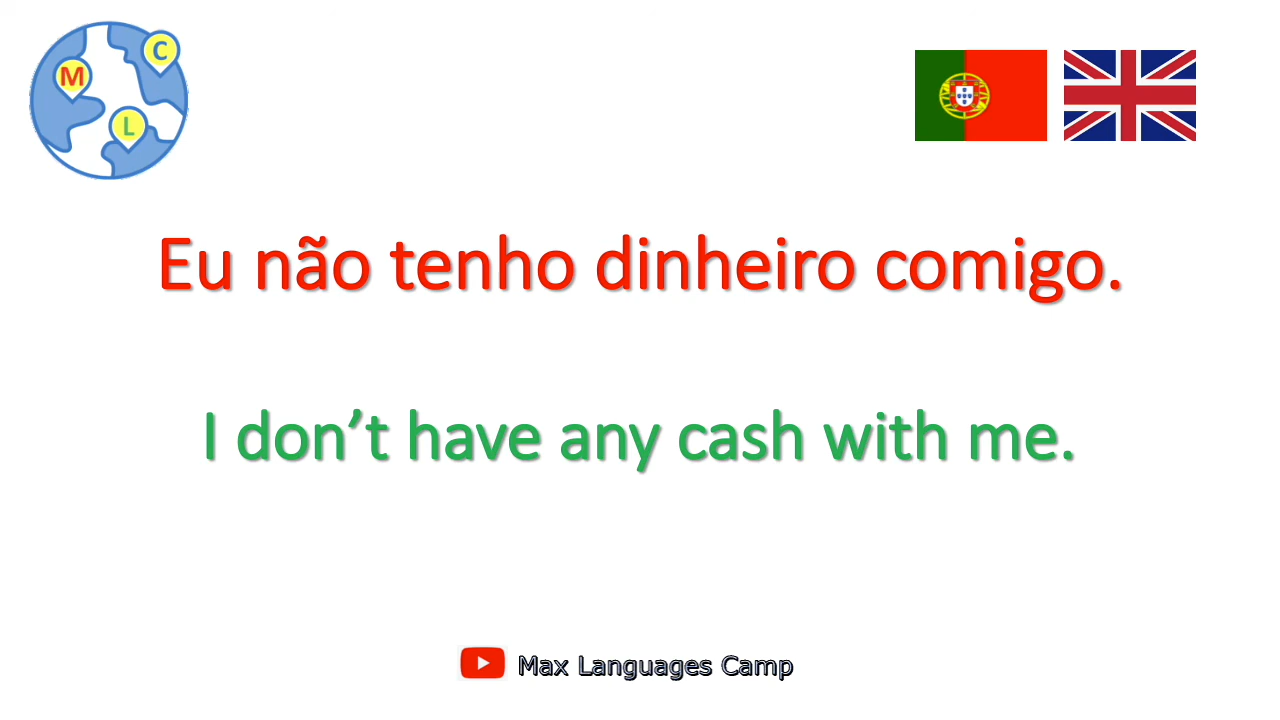 M
C
L
Eu não tenho dinheiro comigo.
I don’t have any cash with me.
Max Languages Camp